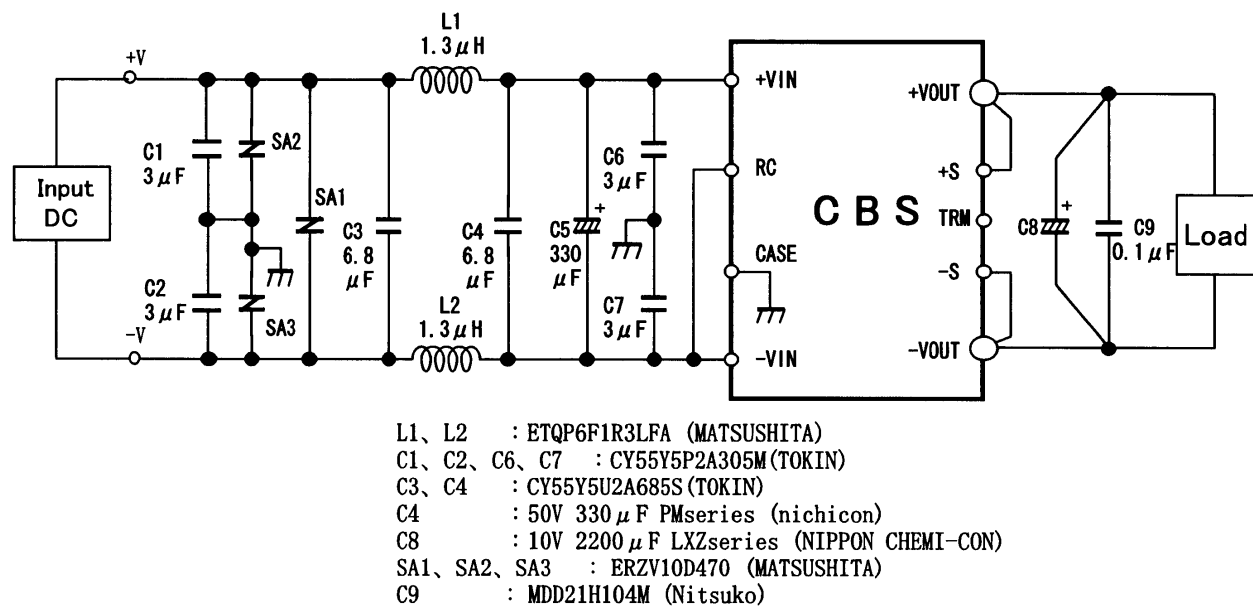 L1
1.3μH
+V
+VIN
+VOUT
C1
3μF
SA2
C6
3μF
RC
+S
Input
DC
SA1
C3
6.8
μF
C4
6.8
μF
C5
330
μF
+
CBS
TRM
C8
+
C9
0.1μF
Load
CASE
-S
C2
3μF
SA3
L2
1.3μH
C7
3μF
-V
-VIN
-VOUT
L1、L2 : ETQP6F1R3LFA (MATSUSHITA)
C1、C2、C6、C7 : CY55Y5P2A305M(TOKIN)
C3、C4 : CY55Y5U2A685S(TOKIN)
C4 : 50V 330μF PMseries (nichicon)
C8 : 10V 2200μF LXZseries (NIPPON CHEMI-CON)
SA1、SA2、SA3 : ERZV10D470 (MATSUSHITA)
C9 : MDD21H104M (Nitsuko)